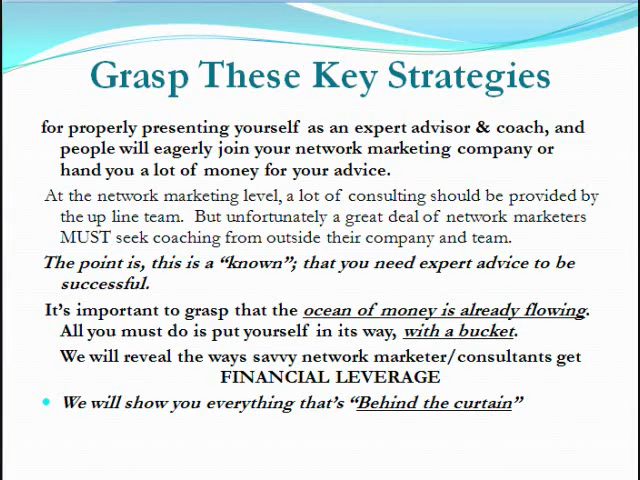 Grasp These Key Strategies
for properly presenting yourself as an expert advisor & coach, and
people will eagerly join your network marketing company or
hand you a lot of money for your advice.
At the network marketing level, a lot of consulting should be provided by
the up line team. But unfortunately a great deal of network marketers
MUST seek coaching from outside their company and team.
The point is, this is a “known”; that you need expert advice to be
successful.
It’s important to grasp that the ocean of money is already flowing.
All you must do is put yourself in its way, with a bucket.
We will reveal the ways savvy network marketer/consultants get
FINANCIAL LEVERAGE
• We will show you everything that’s “Behind the curtain”